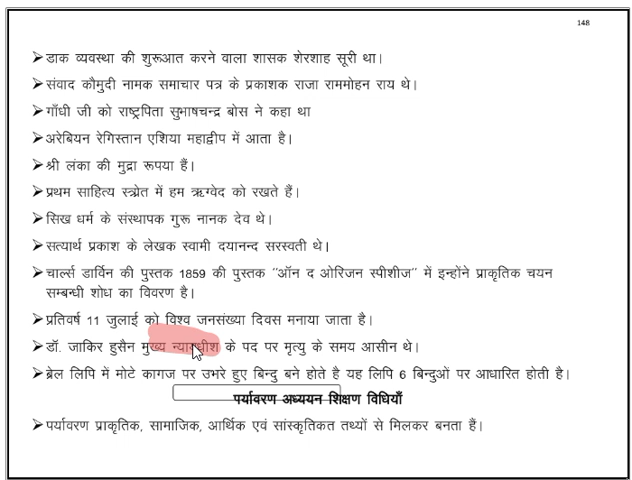 148
➢डाक व्यवस्था की शुरूआत करने वाला शासक शेरशाह सूरी था।
➢संवाद कौमुदी नामक समाचार पत्र के प्रकाशक राजा राममोहन राय थे।
➢गाँधी जी को राष्ट्रपिता सुभाषचन्द्र बोस ने कहा था
➢अरेबियन रेगिस्तान एशिया महाद्वीप में आता है।
➢श्री लंका की मुद्रा रूपया हैं।
➢प्रथम साहित्य स्त्रोत में हम ऋग्वेद को रखते हैं।
➢सिख धर्म के संस्थापक गुरू नानक देव थे।
➢सत्यार्थ प्रकाश के लेखक स्वामी दयानन्द सरस्वती थे।
➢चार्ल्स डार्विन की पुस्तक 1859 की पुस्तक "ऑन द ओरिजन स्पीशीज" में इन्होंने प्राकृतिक चयन
सम्बन्धी शोध का विवरण है।
➢प्रतिवर्ष 11 जुलाई को विश्व जनसंख्या दिवस मनाया जाता है।
➢डॉ. जाकिर हुसैन मुख्य न्यायधीश के पद पर मृत्यु के समय आसीन थे।
➢ब्रेल लिपि में मोटे कागज पर उभरे हुए बिन्दु बने होते है यह लिपि 6 बिन्दुओं पर आधारित होती है।
पर्यावरण अध्ययन शिक्षण विधियाँ
➢पर्यावरण प्राकृतिक, सामाजिक, आर्थिक एवं सांस्कृतिकत तथ्यों से मिलकर बनता हैं।